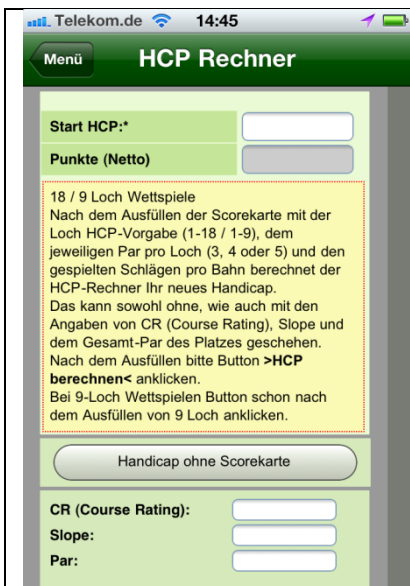 Telekom.de 14:45
Menü HCP Rechner
Start HCP:*
Punkte (Netto)
18 / 9 Loch Wettspiele
Nach dem Ausfüllen der Scorekarte mit der
Loch HCP-Vorgabe (1-18 / 1-9), dem
jeweiligen Par pro Loch (3, 4 oder 5) und den
gespielten Schlägen pro Bahn berechnet der
HCP-Rechner Ihr neues Handicap.
Das kann sowohl ohne, wie auch mit den
Angaben von CR (Course Rating), Slope und
dem Gesamt-Par des Platzes geschehen.
Nach dem Ausfüllen bitte Button >HCP
berechnen< anklicken.
Bei 9-Loch Wettspielen Button schon nach
dem Ausfüllen von 9 Loch anklicken.
Handicap ohne Scorekarte
CR (Course Rating):
Slope:
Par: